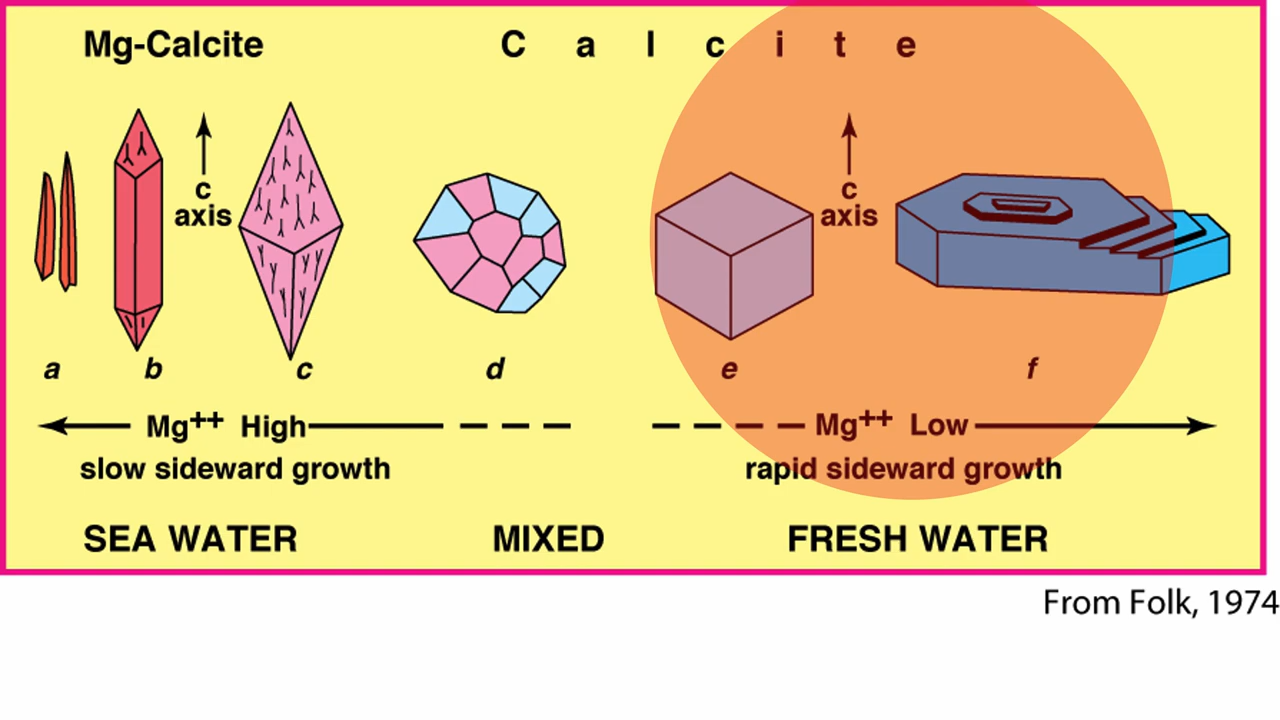 Mg-Calcite
C a l c i t e
c
axis
c
axis
a
b
c
d
e
f
Mg++ High
Mg++ Low
slow sideward growth
rapid sideward growth
SEA WATER
MIXED
FRESH WATER
From Folk, 1974